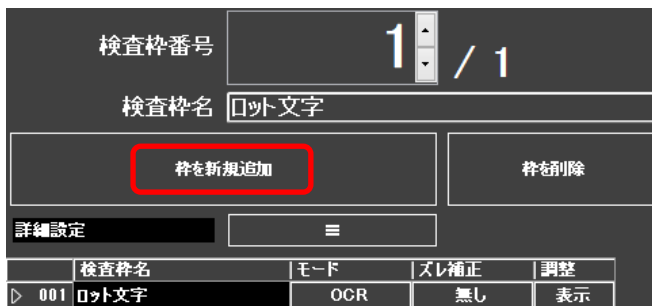 検査枠番号 1 / 1
検査枠名 ロット文字
枠を新規追加 枠を削除
詳細設定 ≡
検査枠名 モード ズレ補正 調整
001 ロット文字 OCR 無し 表示